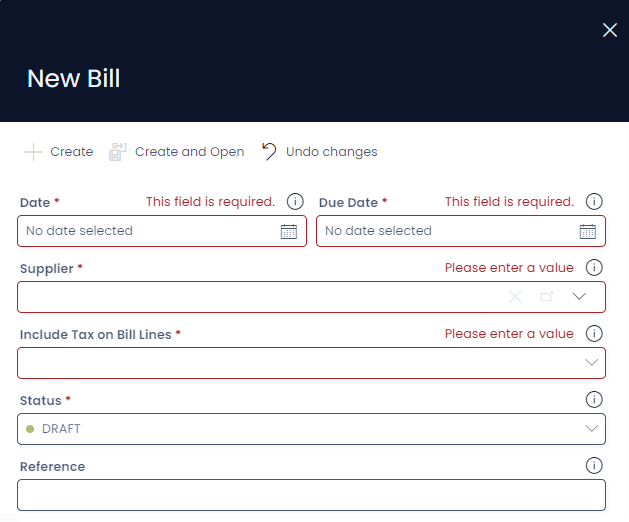 New Bill
Create Create and Open Undo changes
Date * This field is required. Due Date * This field is required.
No date selected No date selected
Supplier * Please enter a value
Include Tax on Bill Lines * Please enter a value
Status *
DRAFT
Reference